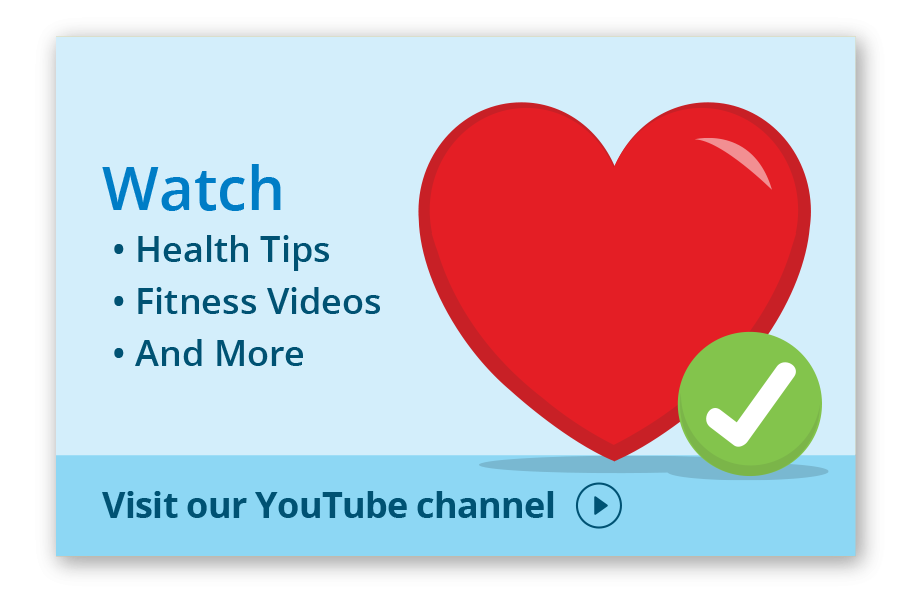 Watch
• Health Tips
• Fitness Videos
• And More
Visit our YouTube channel